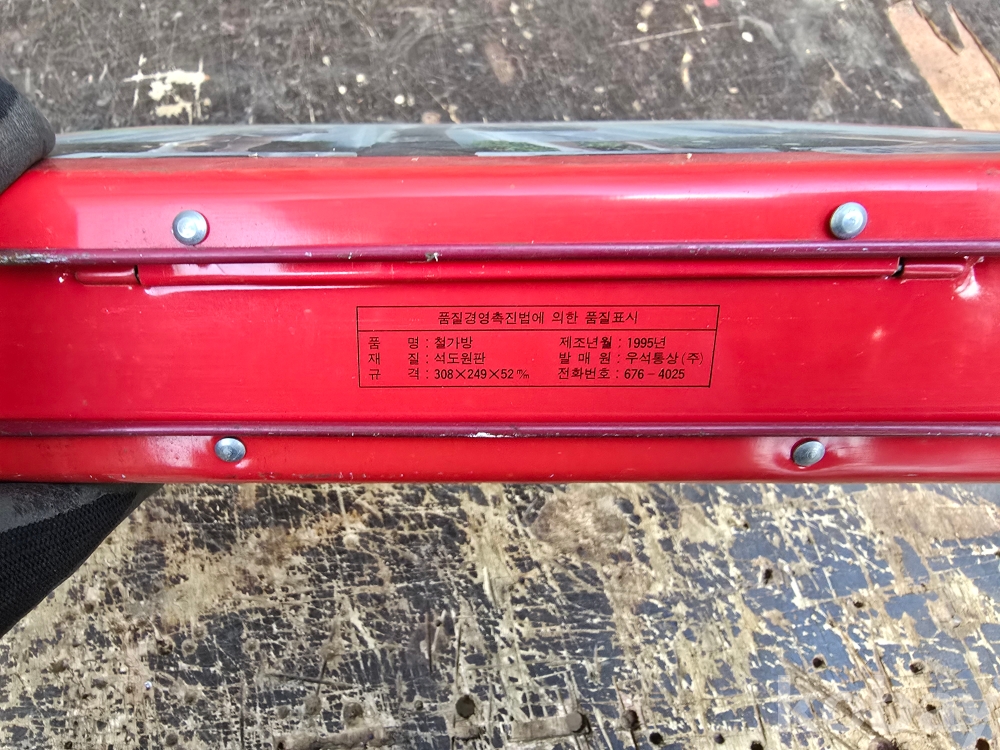 품질경영촉진법에 의한 품질표시
품 명 : 철가방 제조년월 : 1995년
재 질 : 석도원판 발 매 원 : 우석통상(주)
규 격 : 308×249×52㎜ 전화번호 : 676-4025